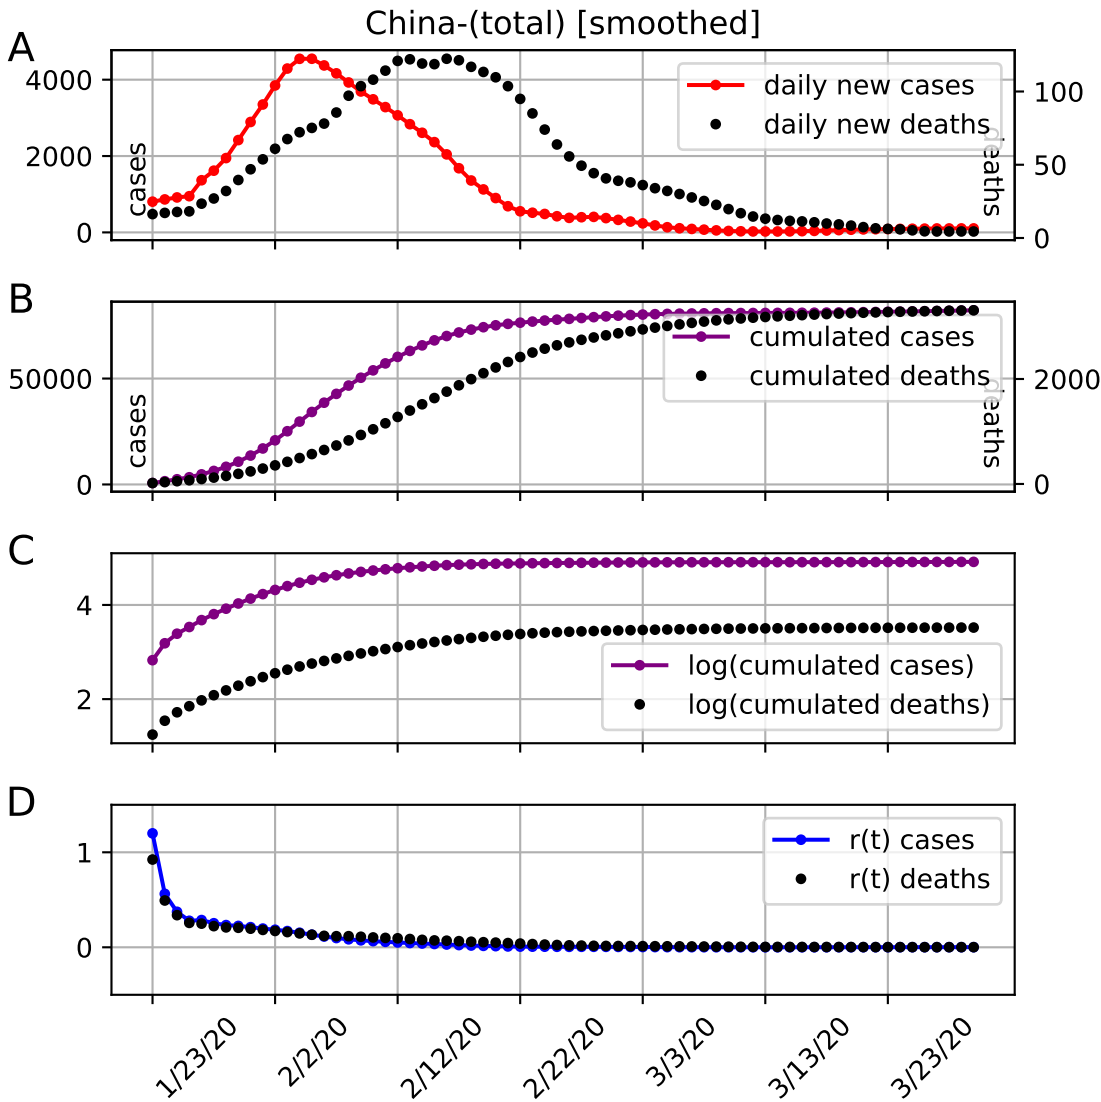 China-(total) [smoothed]
A
4000
2000
0
cases
daily new cases
daily new deaths
100
50
0
deaths
B
50000
0
cases
cumulated cases
cumulated deaths
2000
0
deaths
C
4
2
log(cumulated cases)
log(cumulated deaths)
D
1
0
r(t) cases
r(t) deaths
1/23/20
2/2/20
2/12/20
2/22/20
3/3/20
3/13/20
3/23/20